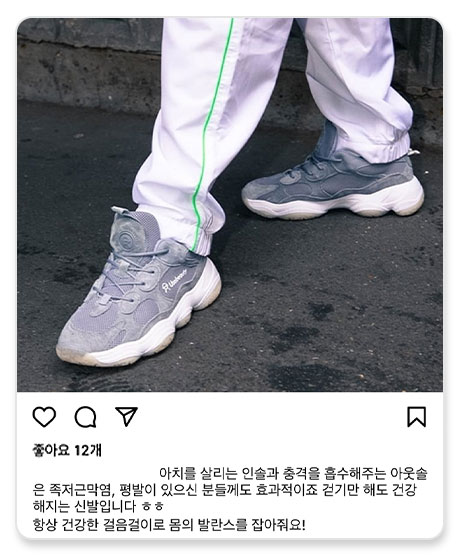 좋아요 12개
아치를 살리는 인솔과 충격을 흡수해주는 아웃솔
은 족저근막염, 평발이 있으신 분들께도 효과적이죠 걷기만 해도 건강
해지는 신발입니다 ㅎㅎ
항상 건강한 걸음걸이로 몸의 발란스를 잡아줘요!